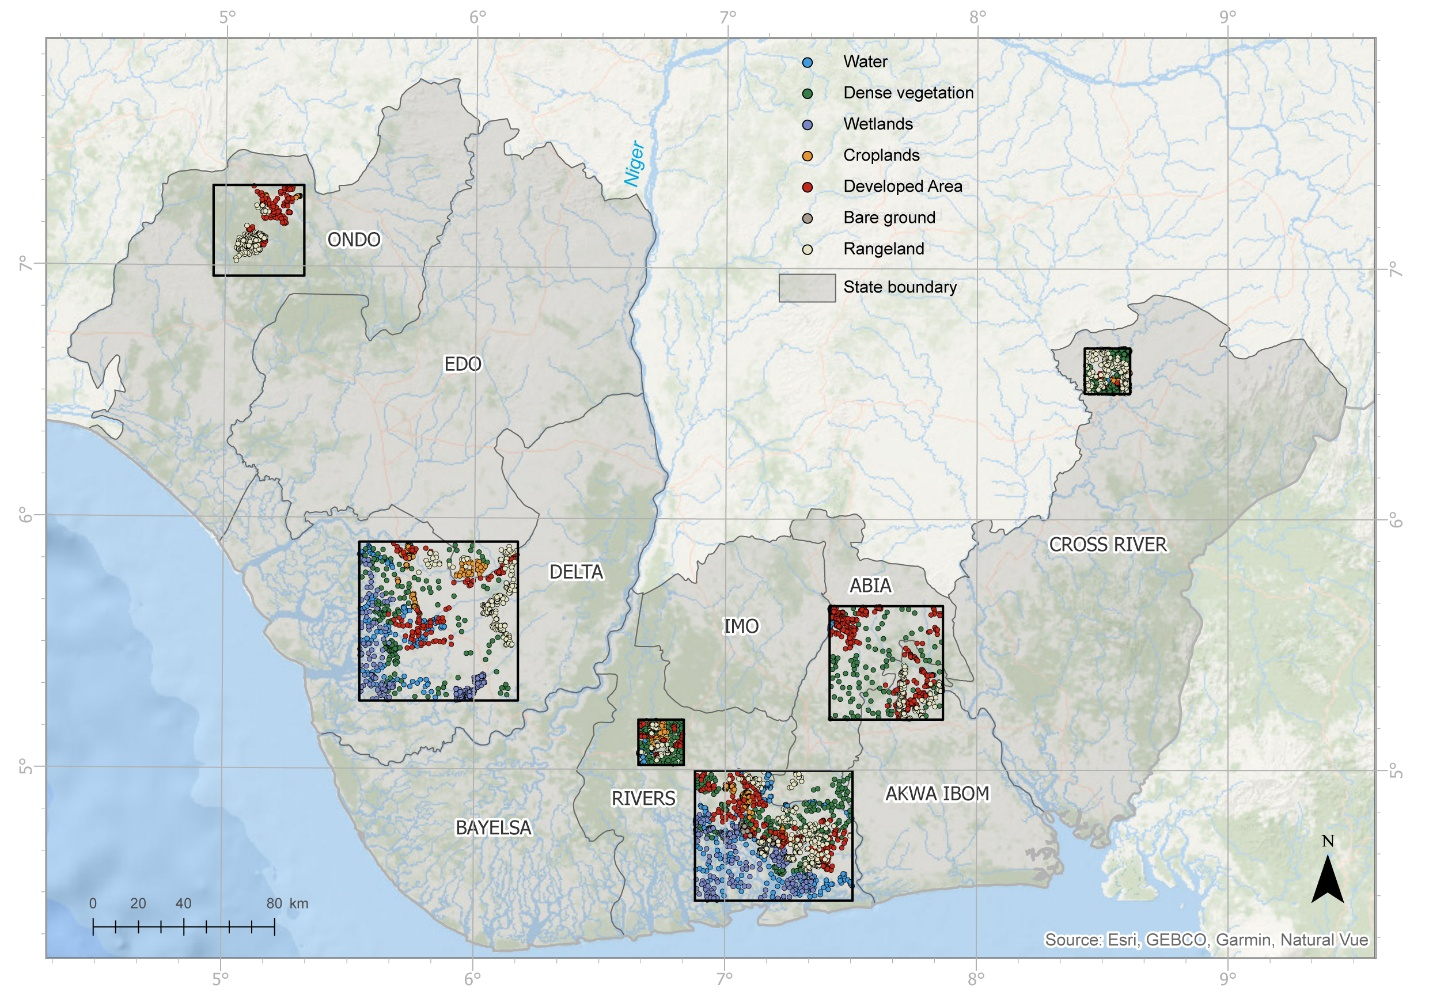 5° 6° 7° 8° 9°
Water
Dense vegetation
Wetlands
Croplands
Developed Area
Bare ground
Rangeland
State boundary
Niger
ONDO
7° 7°
EDO
6° 6°
CROSS RIVER
DELTA
ABIA
IMO
5° 5°
RIVERS
AKWA IBOM
BAYELSA
N
0 20 40 80 km
Source: Esri, GEBCO, Garmin, Natural Vue
5° 6° 7° 8° 9°